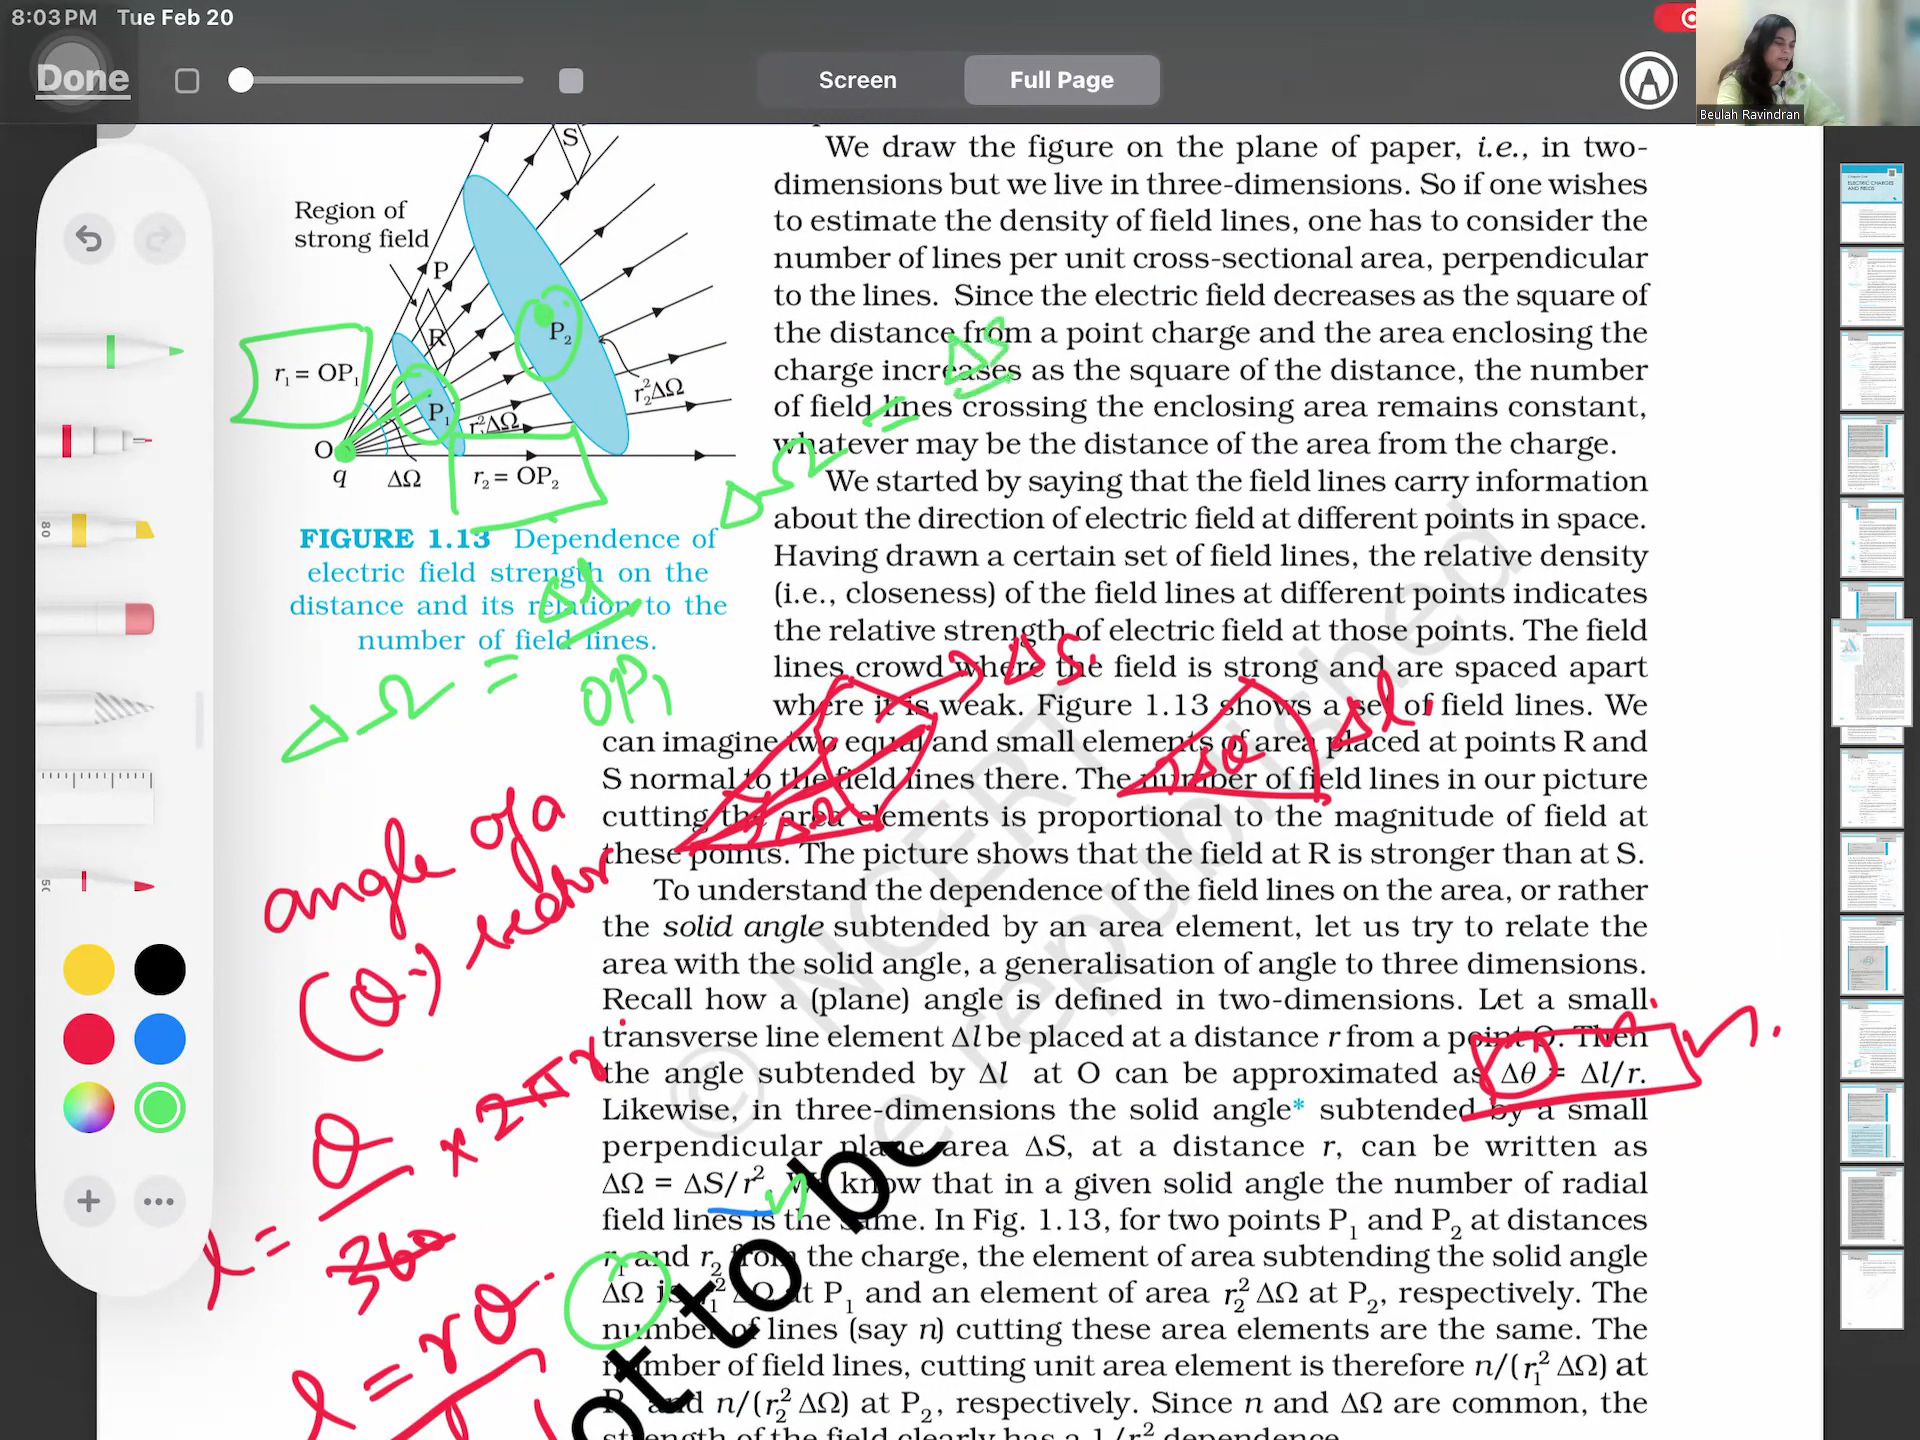 8:03 PM Tue Feb 20
Done
Screen
Full Page
Beulah Ravindran
Region of
strong field
S
P
R
P₂
r₁ = OP₁
P₁
r₁²ΔΩ
r₂²ΔΩ
O
q
ΔΩ
r₂ = OP₂
FIGURE 1.13 Dependence of
electric field strength on the
distance and its relation to the
number of field lines.
We draw the figure on the plane of paper, i.e., in two-
dimensions but we live in three-dimensions. So if one wishes
to estimate the density of field lines, one has to consider the
number of lines per unit cross-sectional area, perpendicular
to the lines. Since the electric field decreases as the square of
the distance from a point charge and the area enclosing the
charge increases as the square of the distance, the number
of field lines crossing the enclosing area remains constant,
whatever may be the distance of the area from the charge.
We started by saying that the field lines carry information
about the direction of electric field at different points in space.
Having drawn a certain set of field lines, the relative density
(i.e., closeness) of the field lines at different points indicates
the relative strength of electric field at those points. The field
lines crowd where the field is strong and are spaced apart
where it is weak. Figure 1.13 shows a set of field lines. We
can imagine two equal and small elements of area placed at points R and
S normal to the field lines there. The number of field lines in our picture
cutting the area elements is proportional to the magnitude of field at
these points. The picture shows that the field at R is stronger than at S.
To understand the dependence of the field lines on the area, or rather
the solid angle subtended by an area element, let us try to relate the
area with the solid angle, a generalisation of angle to three dimensions.
Recall how a (plane) angle is defined in two-dimensions. Let a small
transverse line element Δl be placed at a distance r from a point O. Then
the angle subtended by Δl at O can be approximated as Δθ = Δl/r.
Likewise, in three-dimensions the solid angle* subtended by a small
perpendicular plane area ΔS, at a distance r, can be written as
ΔΩ = ΔS/r². We know that in a given solid angle the number of radial
field lines is the same. In Fig. 1.13, for two points P₁ and P₂ at distances
r₁ and r₂ from the charge, the element of area subtending the solid angle
ΔΩ is r₁² ΔΩ at P₁ and an element of area r₂² ΔΩ at P₂, respectively. The
number of lines (say n) cutting these area elements are the same. The
number of field lines, cutting unit area element is therefore n/(r₁² ΔΩ) at
P₁ and n/(r₂² ΔΩ) at P₂, respectively. Since n and ΔΩ are common, the
strength of the field clearly has a 1/r² dependence.
ΔΩ = ΔS
ΔΩ =
OP₁
ΔS.
ΔΩ
Δθ
Δl.
angle of a
(θ) sector
l = θ/360 × 2πr
l = rθ
© NCERT
republished
not to be
80
50